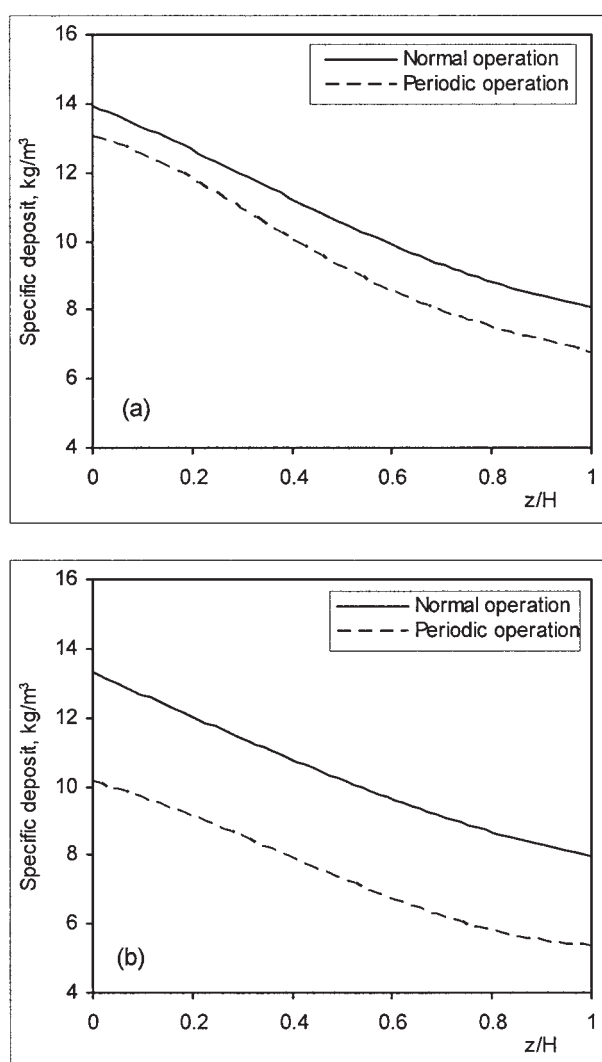 16
14
12
10
8
6
4
Specific deposit, kg/m³
Normal operation
Periodic operation
(a)
0 0.2 0.4 0.6 0.8 1
z/H
16
14
12
10
8
6
4
Specific deposit, kg/m³
Normal operation
Periodic operation
(b)
0 0.2 0.4 0.6 0.8 1
z/H